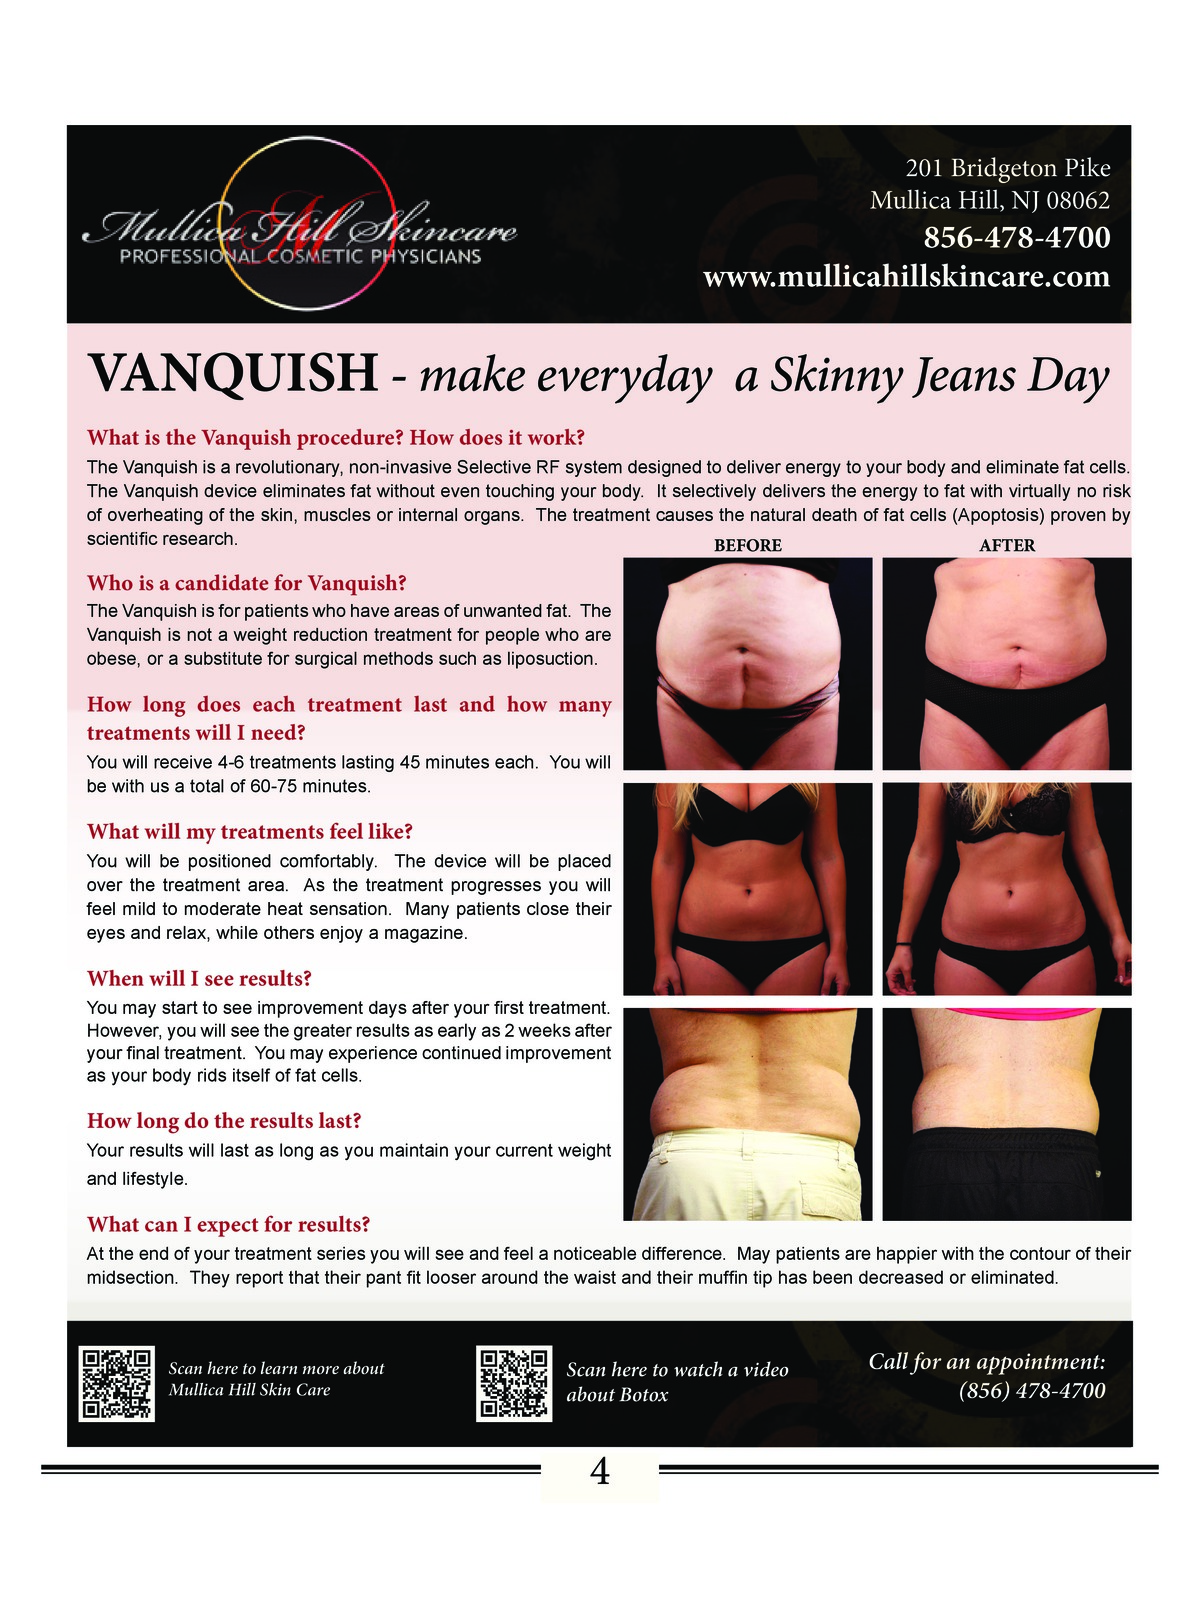 Mullica Hill Skincare
PROFESSIONAL COSMETIC PHYSICIANS
201 Bridgeton Pike
Mullica Hill, NJ 08062
856-478-4700
www.mullicahillskincare.com
VANQUISH - make everyday a Skinny Jeans Day
What is the Vanquish procedure? How does it work?
The Vanquish is a revolutionary, non-invasive Selective RF system designed to deliver energy to your body and eliminate fat cells.
The Vanquish device eliminates fat without even touching your body. It selectively delivers the energy to fat with virtually no risk
of overheating of the skin, muscles or internal organs. The treatment causes the natural death of fat cells (Apoptosis) proven by
scientific research.
BEFORE
AFTER
Who is a candidate for Vanquish?
The Vanquish is for patients who have areas of unwanted fat. The
Vanquish is not a weight reduction treatment for people who are
obese, or a substitute for surgical methods such as liposuction.
How long does each treatment last and how many
treatments will I need?
You will receive 4-6 treatments lasting 45 minutes each. You will
be with us a total of 60-75 minutes.
What will my treatments feel like?
You will be positioned comfortably. The device will be placed
over the treatment area. As the treatment progresses you will
feel mild to moderate heat sensation. Many patients close their
eyes and relax, while others enjoy a magazine.
When will I see results?
You may start to see improvement days after your first treatment.
However, you will see the greater results as early as 2 weeks after
your final treatment. You may experience continued improvement
as your body rids itself of fat cells.
How long do the results last?
Your results will last as long as you maintain your current weight
and lifestyle.
What can I expect for results?
At the end of your treatment series you will see and feel a noticeable difference. May patients are happier with the contour of their
midsection. They report that their pant fit looser around the waist and their muffin tip has been decreased or eliminated.
Scan here to learn more about
Mullica Hill Skin Care
Scan here to watch a video
about Botox
Call for an appointment:
(856) 478-4700
4